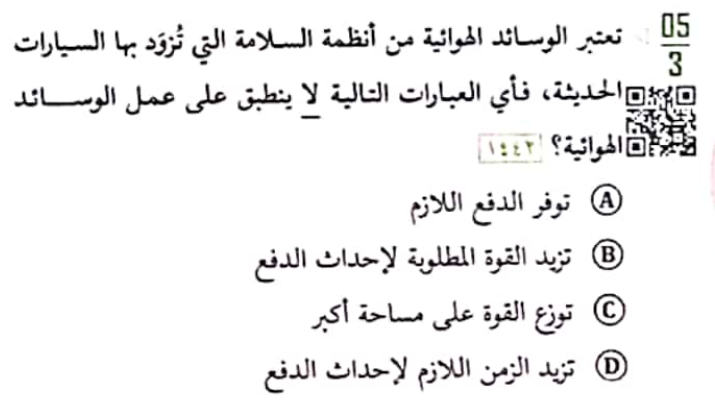 05
3
تعتبر الوسائد الهوائية من أنظمة السلامة التي تُزوَد بها السيارات
الحديثة، فأي العبارات التالية لا ينطبق على عمل الوسائد
الهوائية؟ ١٤٤٢
A توفر الدفع اللازم
B تزيد القوة المطلوبة لإحداث الدفع
C توزع القوة على مساحة أكبر
D تزيد الزمن اللازم لإحداث الدفع